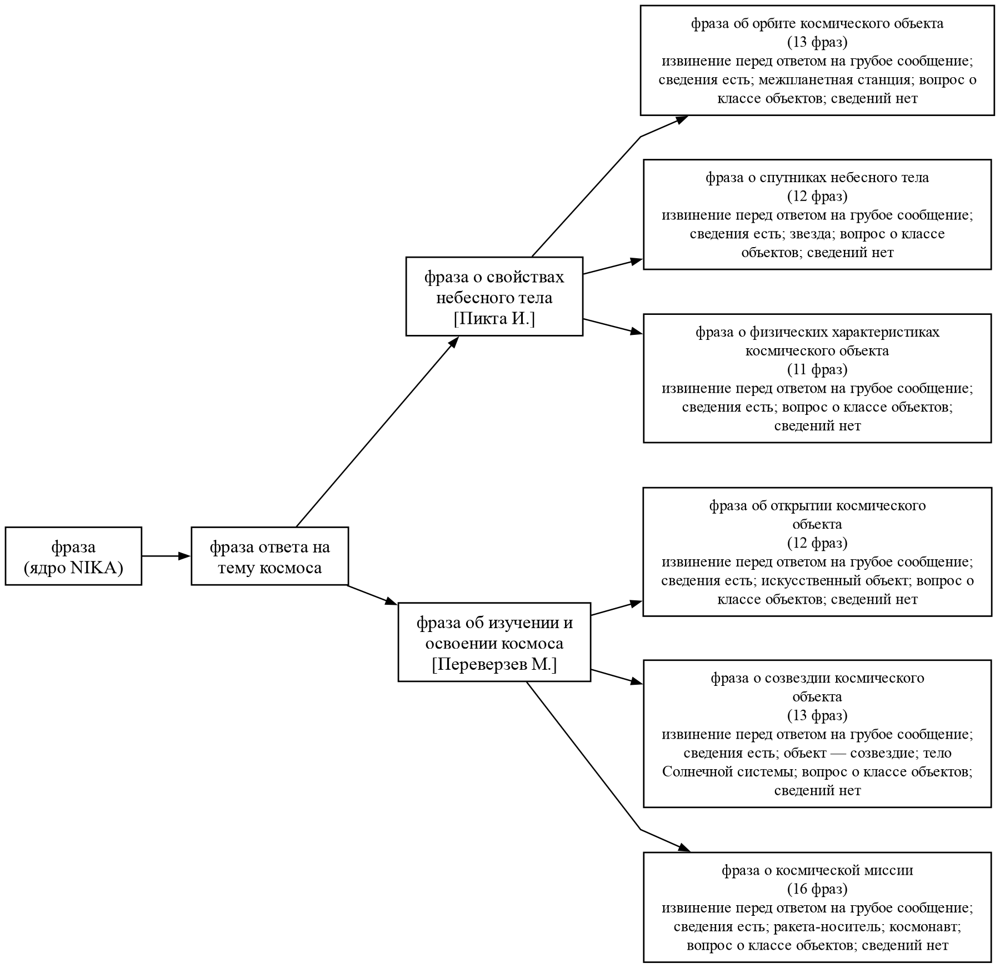 фраза
(ядро NIKA)
фраза ответа на
тему космоса
фраза о свойствах
небесного тела
[Пикта И.]
фраза об изучении и
освоении космоса
[Переверзев М.]
фраза об орбите космического объекта
(13 фраз)
извинение перед ответом на грубое сообщение;
сведения есть; межпланетная станция; вопрос о
классе объектов; сведений нет
фраза о спутниках небесного тела
(12 фраз)
извинение перед ответом на грубое сообщение;
сведения есть; звезда; вопрос о классе
объектов; сведений нет
фраза о физических характеристиках
космического объекта
(11 фраз)
извинение перед ответом на грубое сообщение;
сведения есть; вопрос о классе объектов;
сведений нет
фраза об открытии космического
объекта
(12 фраз)
извинение перед ответом на грубое сообщение;
сведения есть; искусственный объект; вопрос о
классе объектов; сведений нет
фраза о созвездии космического
объекта
(13 фраз)
извинение перед ответом на грубое сообщение;
сведения есть; объект — созвездие; тело
Солнечной системы; вопрос о классе объектов;
сведений нет
фраза о космической миссии
(16 фраз)
извинение перед ответом на грубое сообщение;
сведения есть; ракета-носитель; космонавт;
вопрос о классе объектов; сведений нет